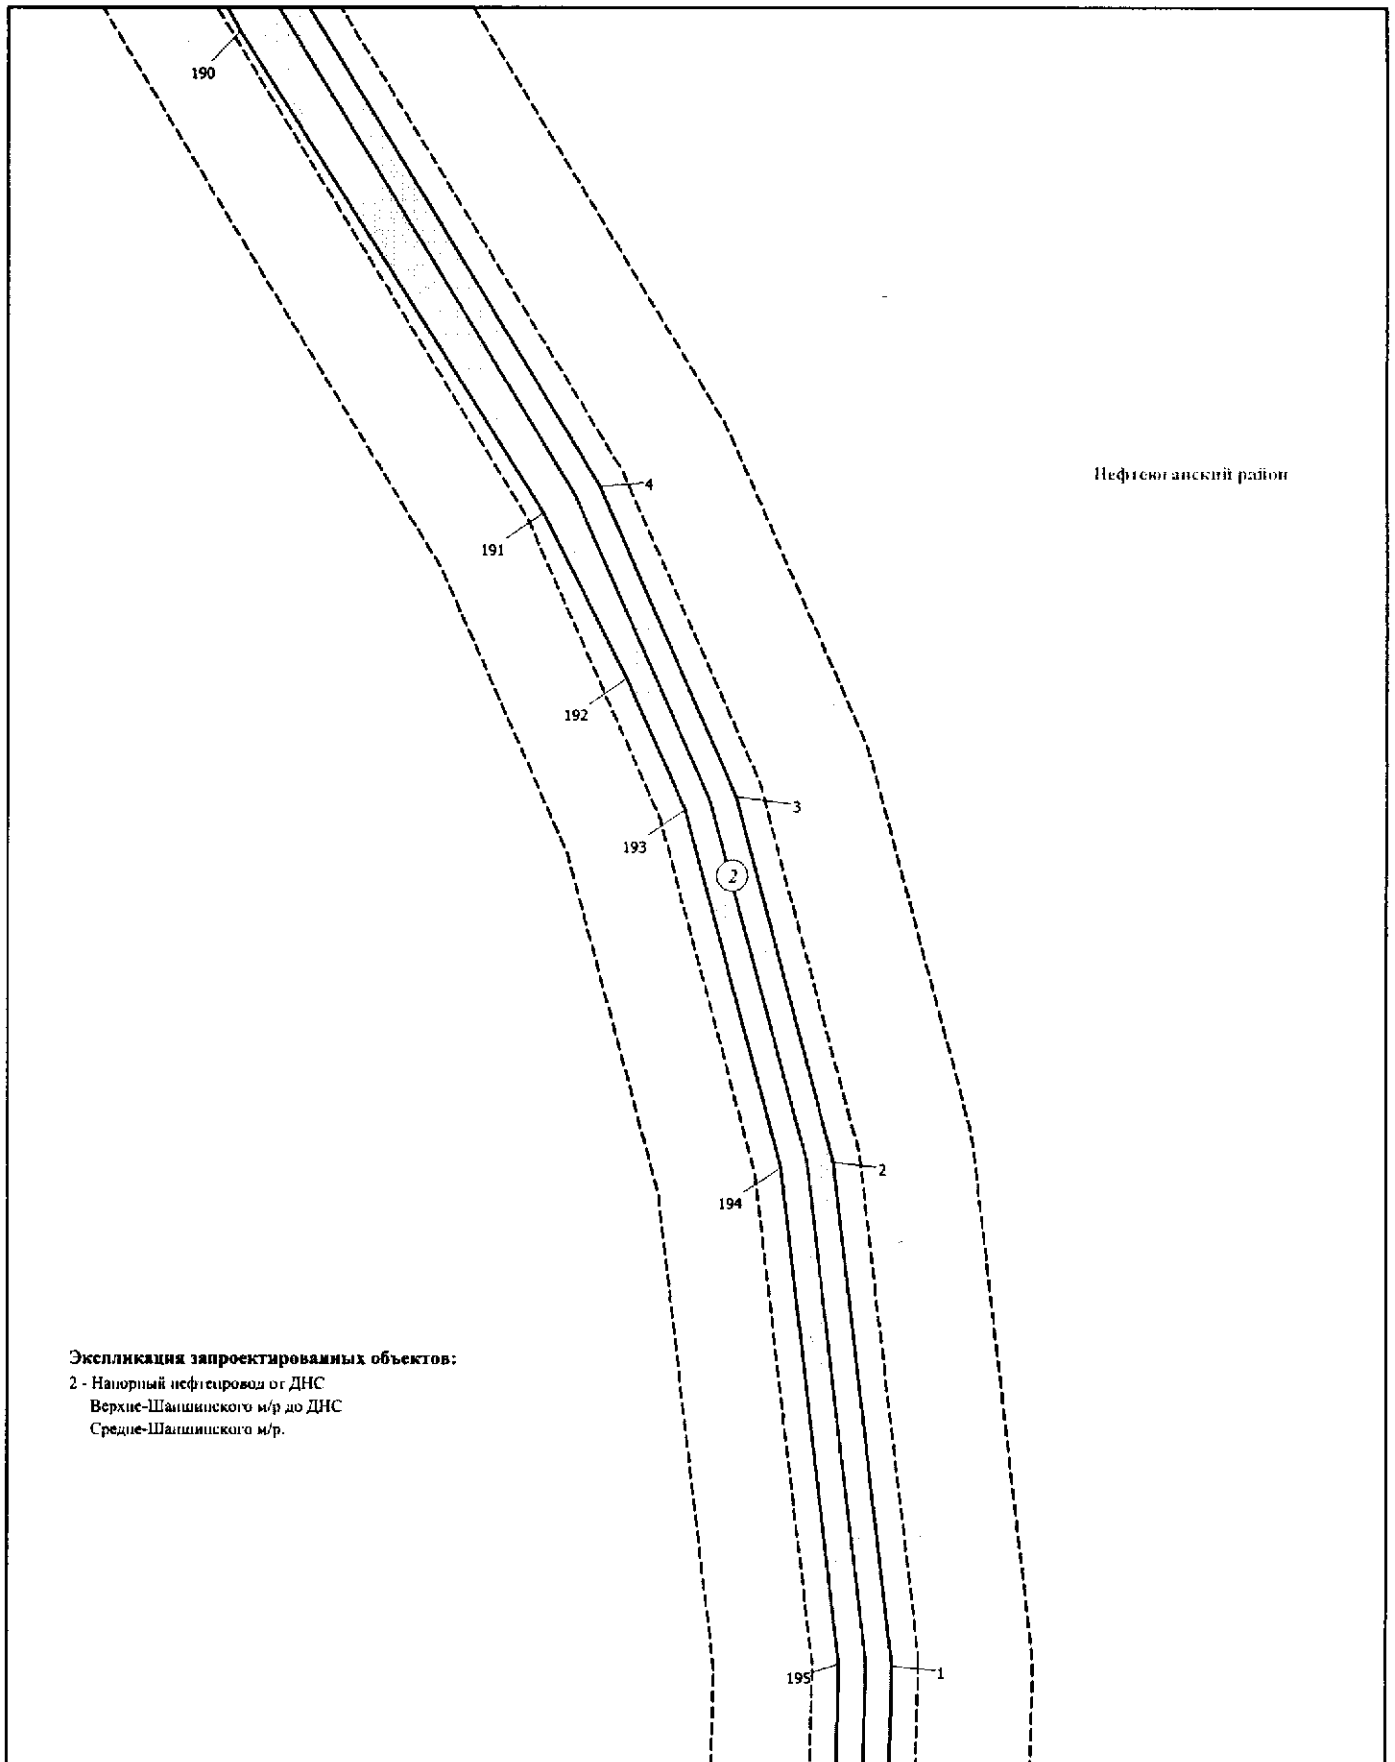 190
4
Нефтеюганский район
191
192
3
193
2
2
194
Экспликация запроектированных объектов:
2 - Напорный нефтепровод от ДНС
Верхне-Шапшинского м/р до ДНС
Средне-Шапшинского м/р.
195
1